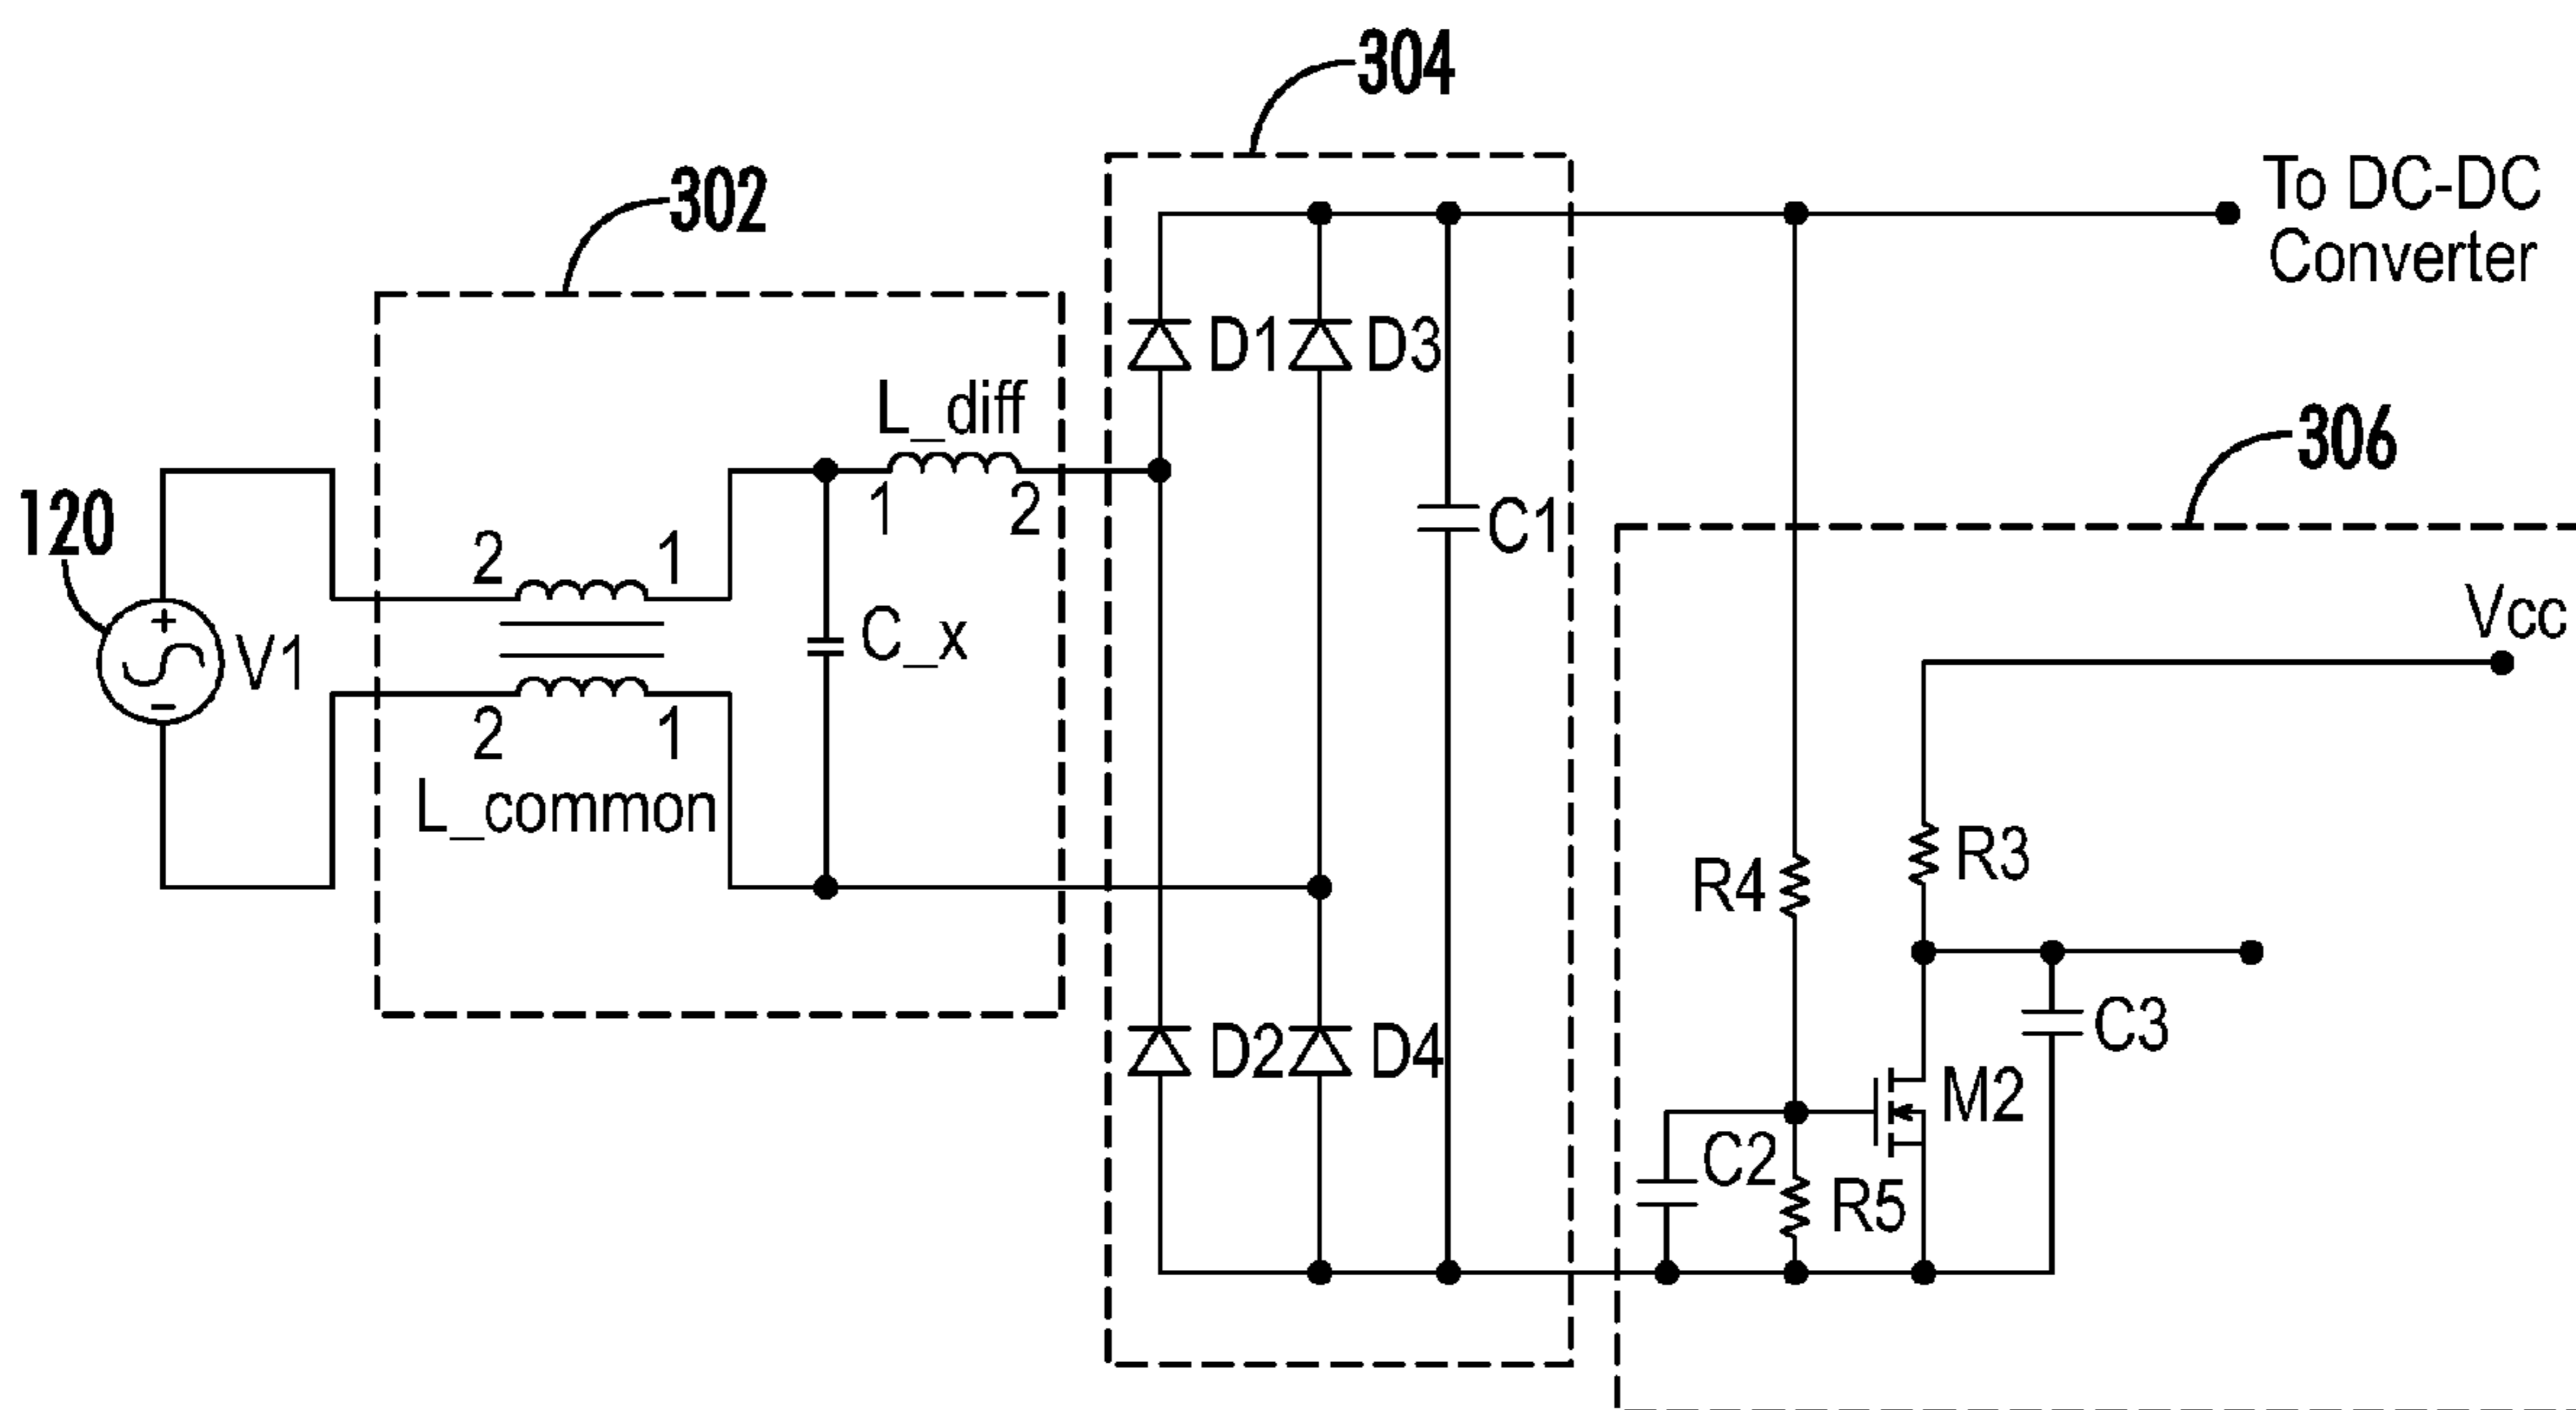 304
302
To DC-DC
Converter
D1
D3
L_diff
306
120
1
2
C1
2
1
Vcc
+
V1
C_x
-
2
1
L_common
R4
R3
D2
D4
C3
M2
C2
R5